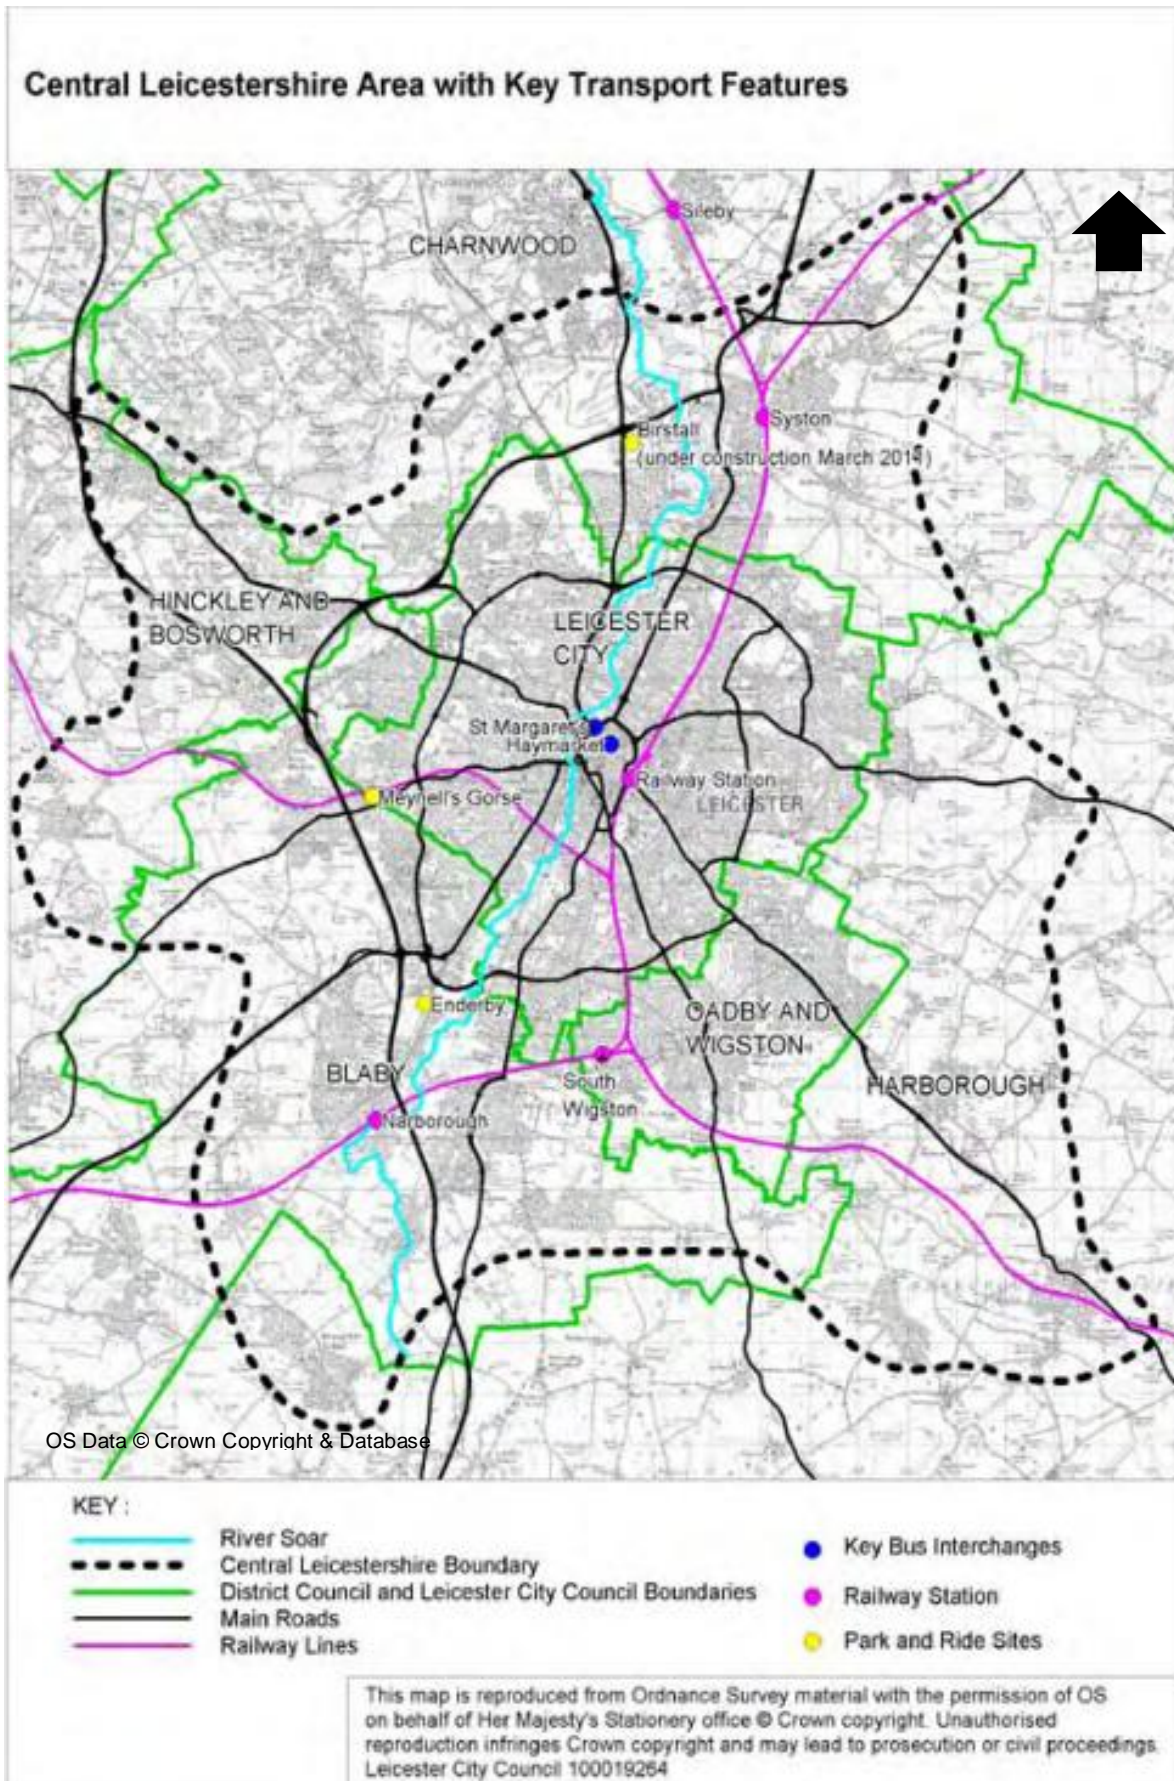 Central Leicestershire Area with Key Transport Features
Sileby
CHARNWOOD
Syston
Birstall
(under construction March 2011)
HINCKLEY AND
BOSWORTH
LEICESTER
CITY
St Margaret's
Haymarket
Railway Station
LEICESTER
Meynell's Gorse
Enderby
OADBY AND
WIGSTON
BLABY
South
Wigston
HARBOROUGH
Narborough
OS Data © Crown Copyright & Database
KEY :
River Soar
Central Leicestershire Boundary
District Council and Leicester City Council Boundaries
Main Roads
Railway Lines
Key Bus Interchanges
Railway Station
Park and Ride Sites
This map is reproduced from Ordnance Survey material with the permission of OS
on behalf of Her Majesty's Stationery office © Crown copyright. Unauthorised
reproduction infringes Crown copyright and may lead to prosecution or civil proceedings.
Leicester City Council 100019264